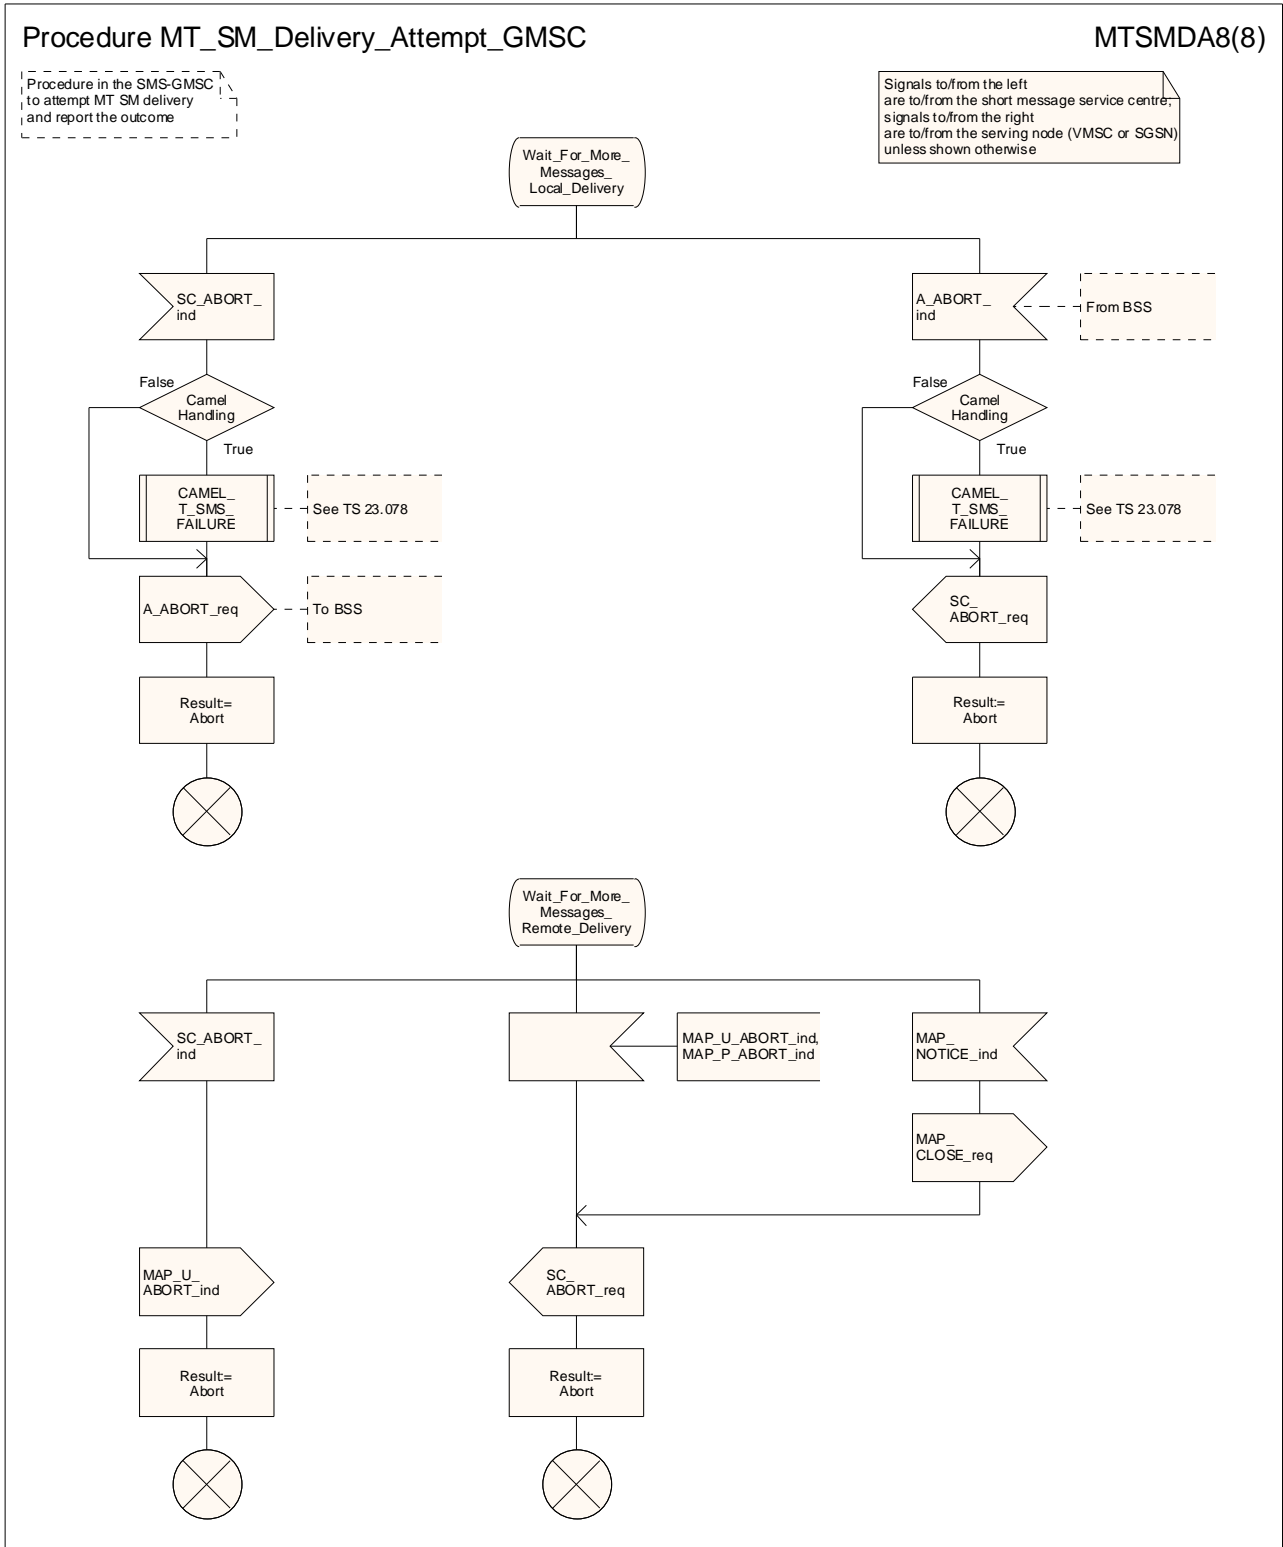 Procedure MT_SM_Delivery_Attempt_GMSC
MTSMDA8(8)
Procedure in the SMS-GMSC
to attempt MT SM delivery
and report the outcome
Signals to/from the left
are to/from the short message service centre;
signals to/from the right
are to/from the serving node (VMSC or SGSN)
unless shown otherwise
Wait_For_More_
Messages_
Local_Delivery
SC_ABORT_
ind
A_ABORT_
ind
From BSS
False
Camel
Handling
True
False
Camel
Handling
True
CAMEL_
T_SMS_
FAILURE
See TS 23.078
CAMEL_
T_SMS_
FAILURE
See TS 23.078
A_ABORT_req
To BSS
SC_
ABORT_req
Result:=
Abort
Result:=
Abort
Wait_For_More_
Messages_
Remote_Delivery
SC_ABORT_
ind
MAP_U_ABORT_ind,
MAP_P_ABORT_ind
MAP_
NOTICE_ind
MAP_
CLOSE_req
MAP_U_
ABORT_ind
SC_
ABORT_req
Result:=
Abort
Result:=
Abort